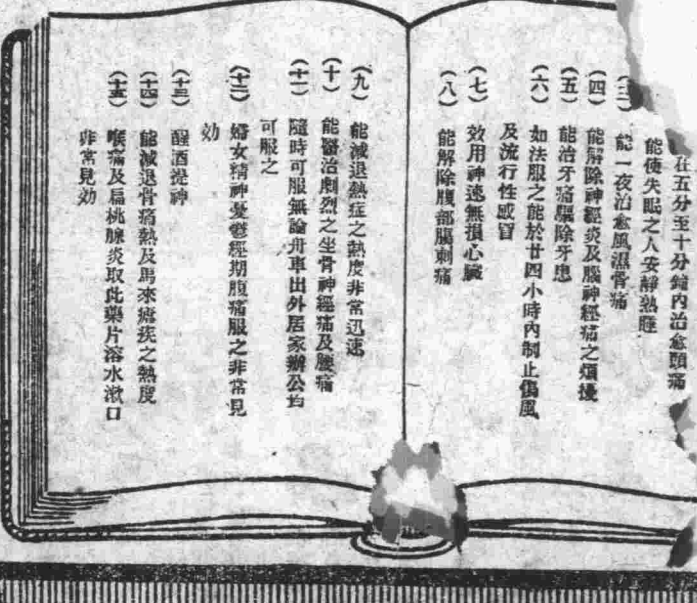 在五分至十分鐘內治愈頭痛
能使失眠之人安靜熟睡
(三) 能一夜治愈風濕骨痛
(四) 能解除神經炎及腦神經痛之煩擾
(五) 能治牙痛驅除牙患
(六) 如法服之能於廿四小時內制止傷風
及流行性感冒
(七) 效用神速無損心臟
(八) 能解除腹部腸刺痛
(九) 能減退熱症之熱度非常迅速
(十) 能醫治劇烈之坐骨神經痛及腰痛
(十一) 隨時可服無論舟車出外居家辦公均
可服之
(十二) 婦女精神憂鬱經期腹痛服之非常見
効
(十三) 醒酒提神
(十四) 能減退骨痛熱及馬來瘧疾之熱度
(十五) 喉痛及扁桃腺炎取此藥片溶水漱口
非常見効